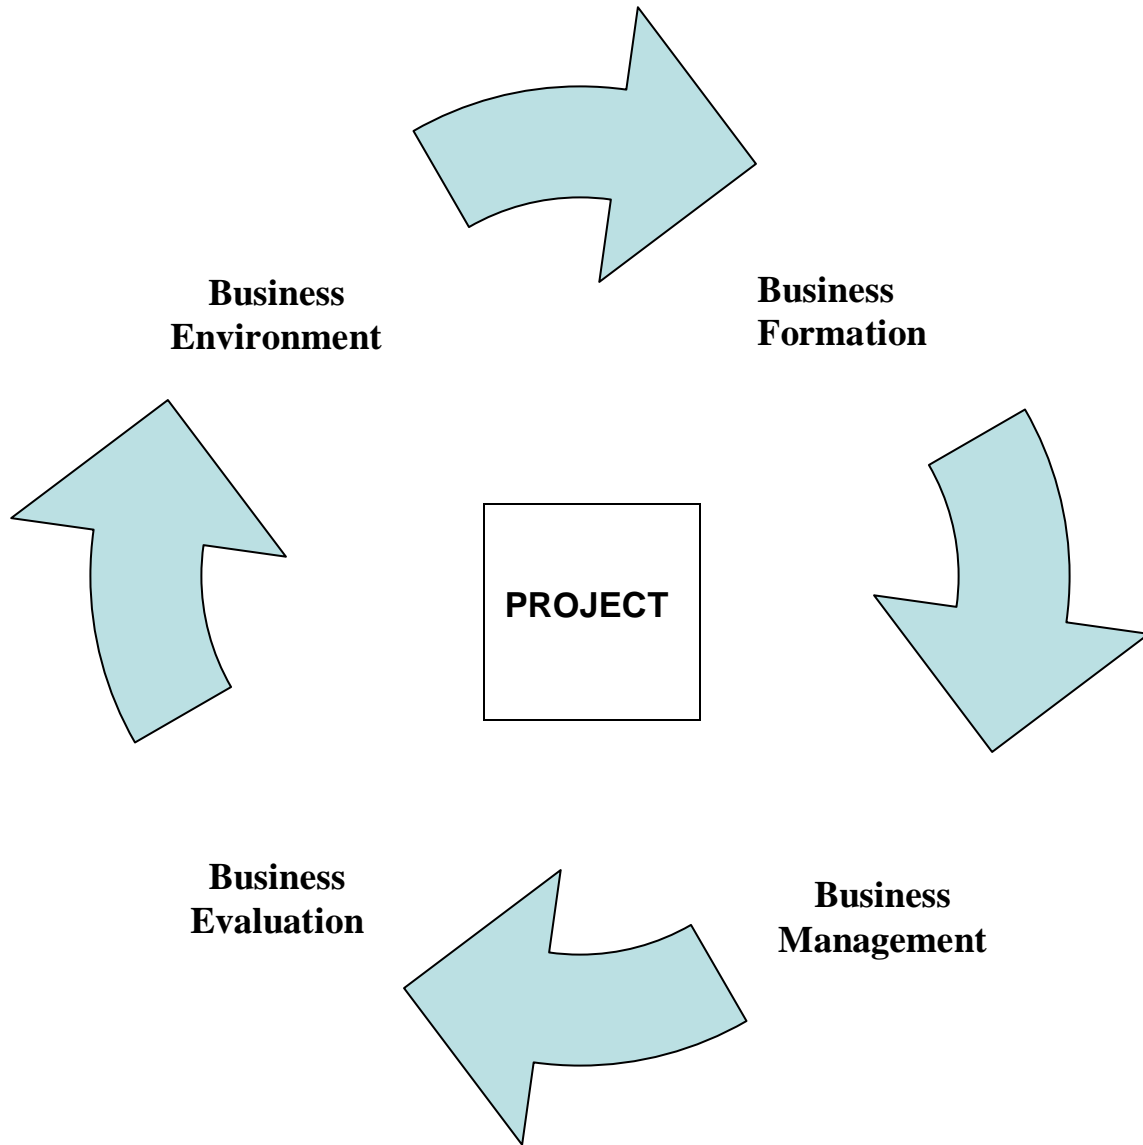 Business
Environment
Business
Formation
PROJECT
Business
Evaluation
Business
Management